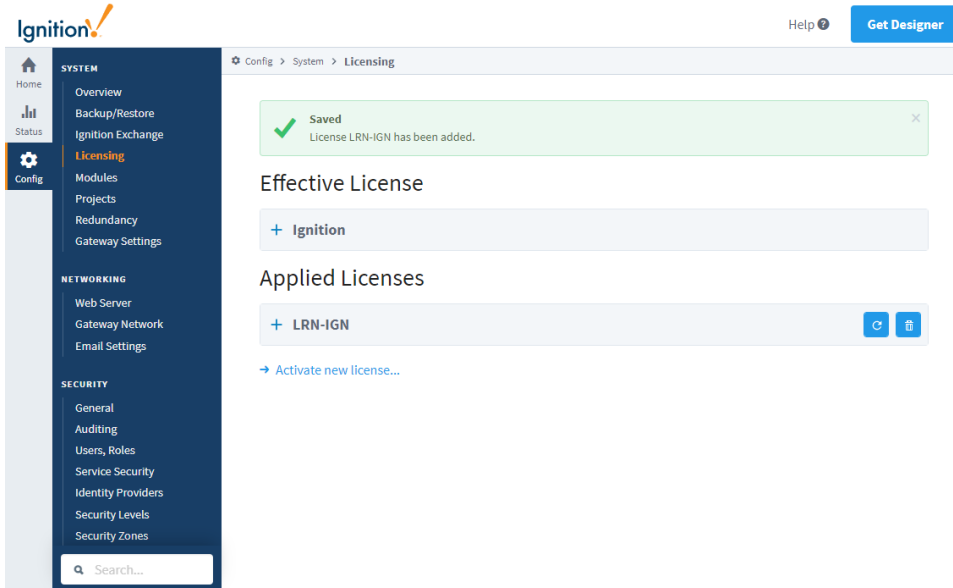 Ignition!
Help
Get Designer
Home
Status
Config
SYSTEM
Overview
Backup/Restore
Ignition Exchange
Licensing
Modules
Projects
Redundancy
Gateway Settings
NETWORKING
Web Server
Gateway Network
Email Settings
SECURITY
General
Auditing
Users, Roles
Service Security
Identity Providers
Security Levels
Security Zones
Search...
Config > System > Licensing
Saved
License LRN-IGN has been added.
Effective License
+ Ignition
Applied Licenses
+ LRN-IGN
→ Activate new license...